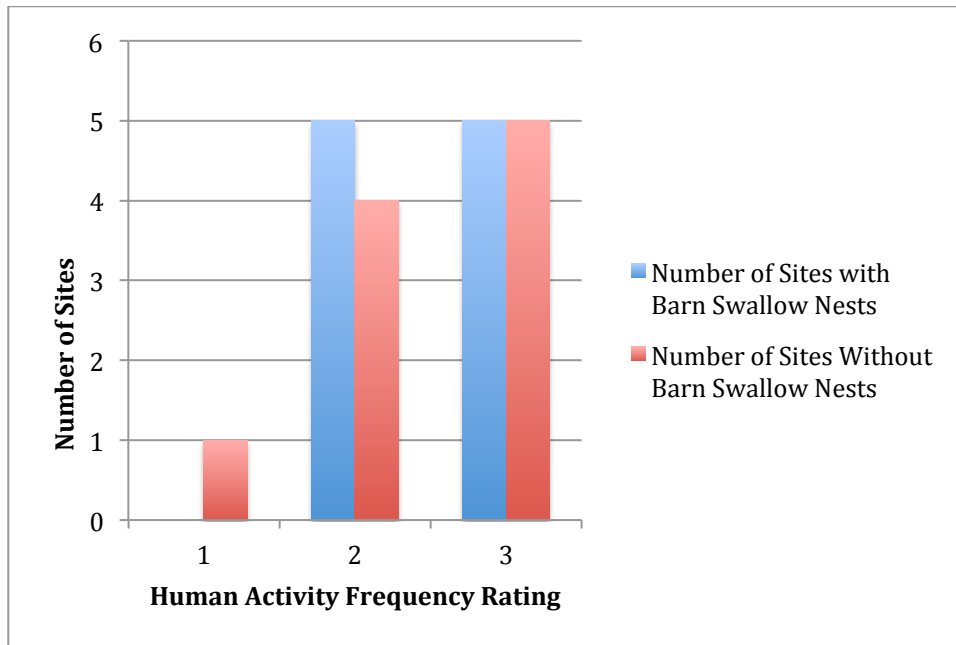 6
5
4
3
2
1
0
Number of Sites
1 2 3
Human Activity Frequency Rating
Number of Sites with
Barn Swallow Nests
Number of Sites Without
Barn Swallow Nests